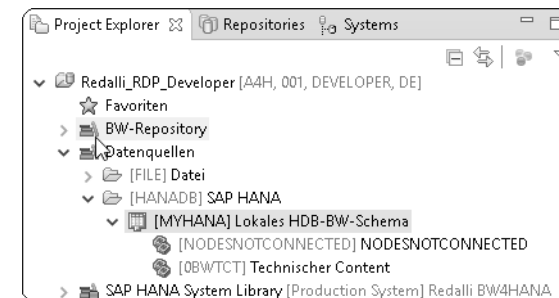 Project Explorer Repositories Systems
Redalli_RDP_Developer [A4H, 001, DEVELOPER, DE]
Favoriten
BW-Repository
Datenquellen
[FILE] Datei
[HANADB] SAP HANA
[MYHANA] Lokales HDB-BW-Schema
[NODESNOTCONNECTED] NODESNOTCONNECTED
[0BWTCT] Technischer Content
SAP HANA System Library [Production System] Redalli BW4HANA